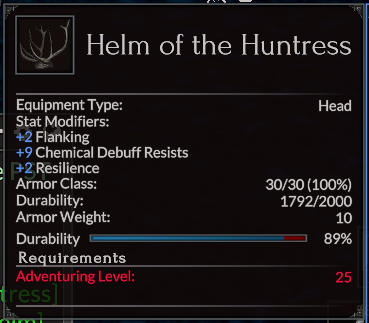 Helm of the Huntress
Equipment Type: Head
Stat Modifiers:
+2 Flanking
+9 Chemical Debuff Resists
+2 Resilience
Armor Class: 30/30 (100%)
Durability: 1792/2000
Armor Weight: 10
Durability 89%
Requirements
Adventuring Level: 25
tress]